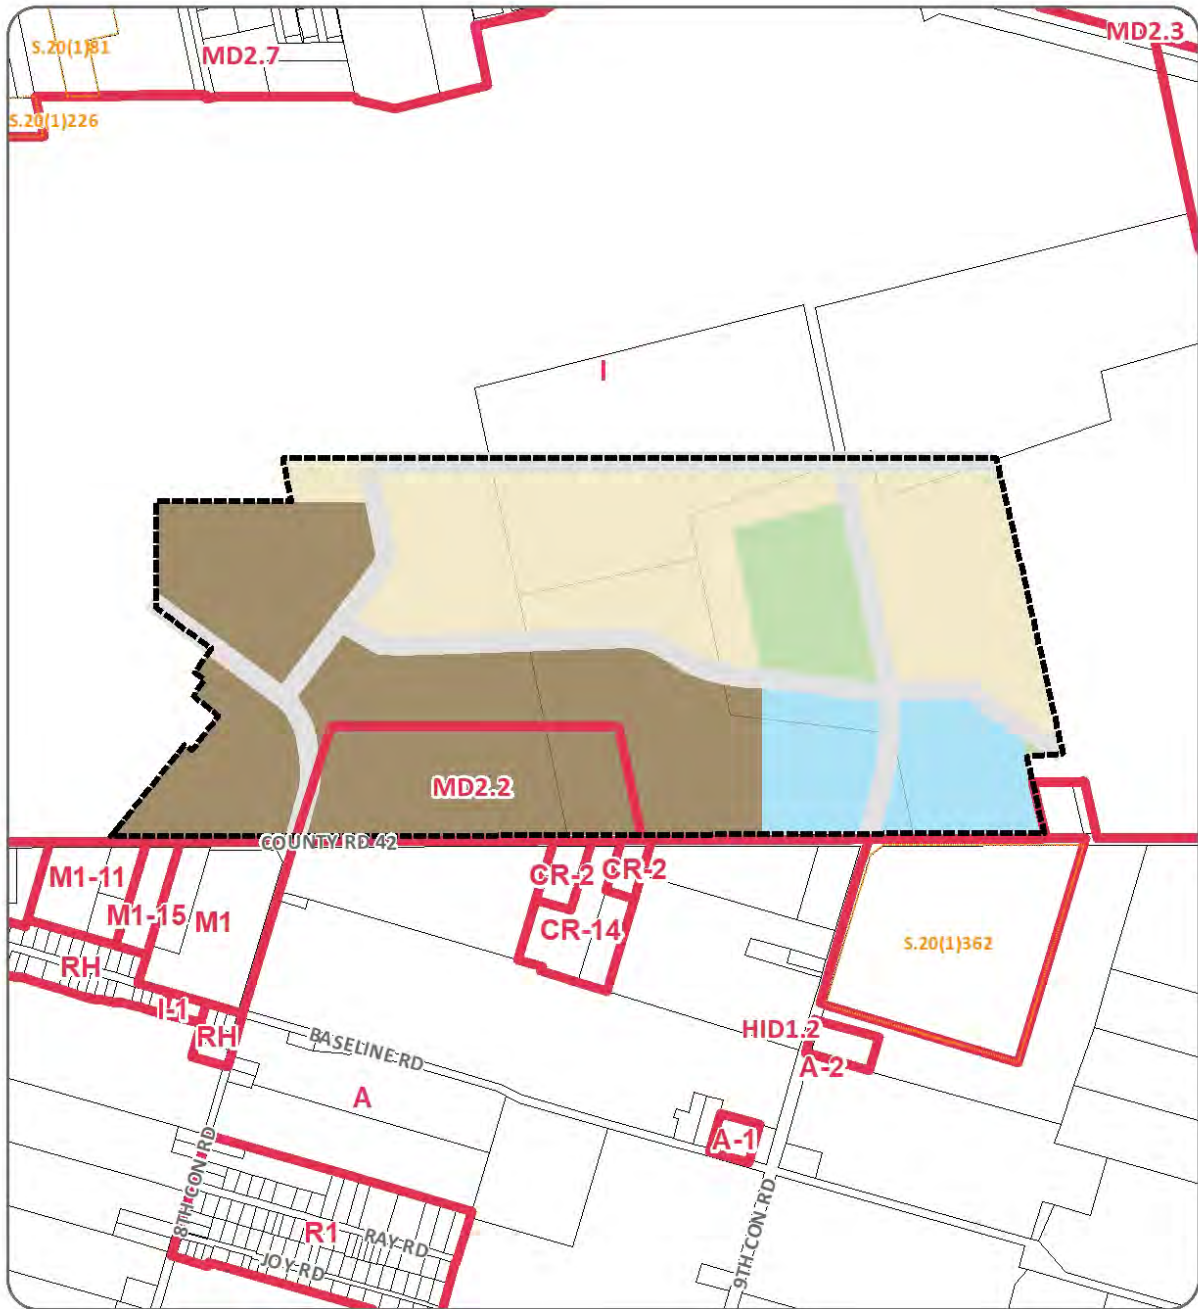 S.20(1)81
MD2.7
MD2.3
S.20(1)226
I
MD2.2
COUNTY RD 42
M1-11
CR-2
CR-2
M1-15
M1
CR-14
S.20(1)362
RH
I-1
RH
HID1.2
BASELINE RD
A-2
A
A-1
8TH CON RD
R1
RAY RD
JOY RD
9TH CON RD